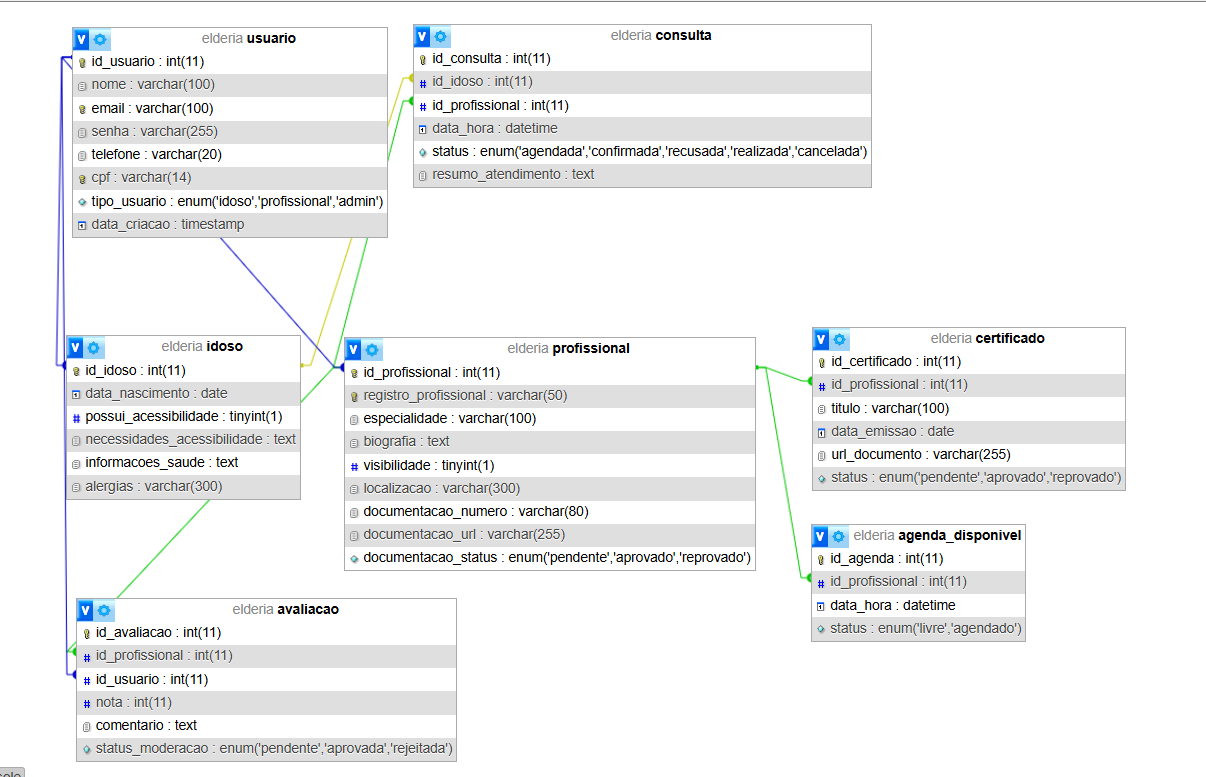 elderia usuario
id_usuario : int(11)
nome : varchar(100)
email : varchar(100)
senha : varchar(255)
telefone : varchar(20)
cpf : varchar(14)
tipo_usuario : enum('idoso','profissional','admin')
data_criacao : timestamp
elderia consulta
id_consulta : int(11)
id_idoso : int(11)
id_profissional : int(11)
data_hora : datetime
status : enum('agendada','confirmada','recusada','realizada','cancelada')
resumo_atendimento : text
elderia idoso
id_idoso : int(11)
data_nascimento : date
possui_acessibilidade : tinyint(1)
necessidades_acessibilidade : text
informacoes_saude : text
alergias : varchar(300)
elderia profissional
id_profissional : int(11)
registro_profissional : varchar(50)
especialidade : varchar(100)
biografia : text
visibilidade : tinyint(1)
localizacao : varchar(300)
documentacao_numero : varchar(80)
documentacao_url : varchar(255)
documentacao_status : enum('pendente','aprovado','reprovado')
elderia certificado
id_certificado : int(11)
id_profissional : int(11)
titulo : varchar(100)
data_emissao : date
url_documento : varchar(255)
status : enum('pendente','aprovado','reprovado')
elderia agenda_disponivel
id_agenda : int(11)
id_profissional : int(11)
data_hora : datetime
status : enum('livre','agendado')
elderia avaliacao
id_avaliacao : int(11)
id_profissional : int(11)
id_usuario : int(11)
nota : int(11)
comentario : text
status_moderacao : enum('pendente','aprovada','rejeitada')